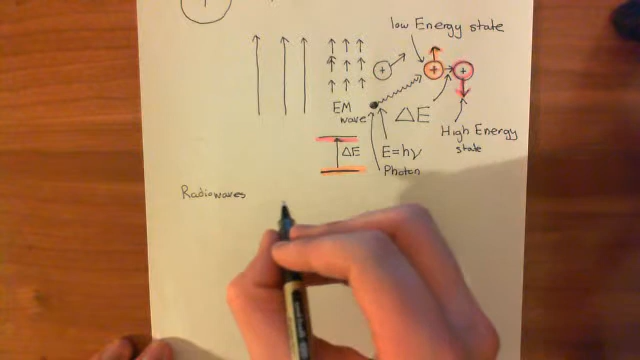 low Energy state
+
+
+
EM
wave
ΔE
High Energy
state
ΔE
E=hν
Photon
Radiowaves